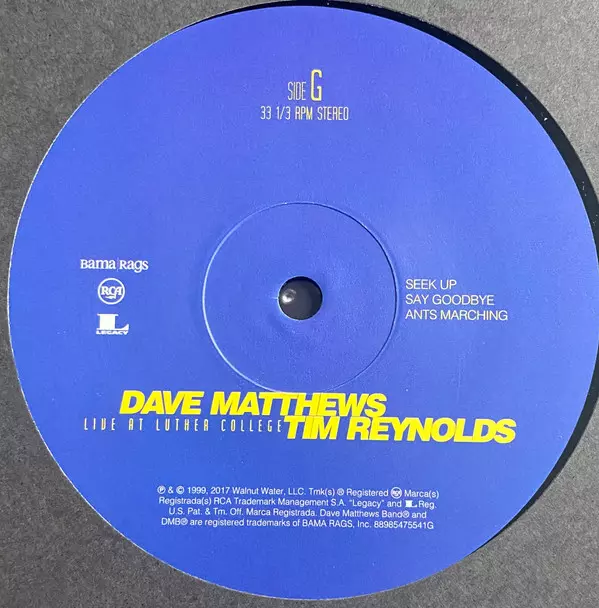 SIDE G
33 1/3 RPM STEREO
Bama Rags
RCA
L
LEGACY
SEEK UP
SAY GOODBYE
ANTS MARCHING
DAVE MATTHEWS
LIVE AT LUTHER COLLEGE TIM REYNOLDS
℗ & © 1999, 2017 Walnut Water, LLC. Tmk(s) ® Registered RCA Marca(s)
Registrada(s) RCA Trademark Management S.A. "Legacy" and L Reg.
U.S. Pat. & Tm. Off. Marca Registrada. Dave Matthews Band® and
DMB® are registered trademarks of BAMA RAGS, Inc. 88985475541G